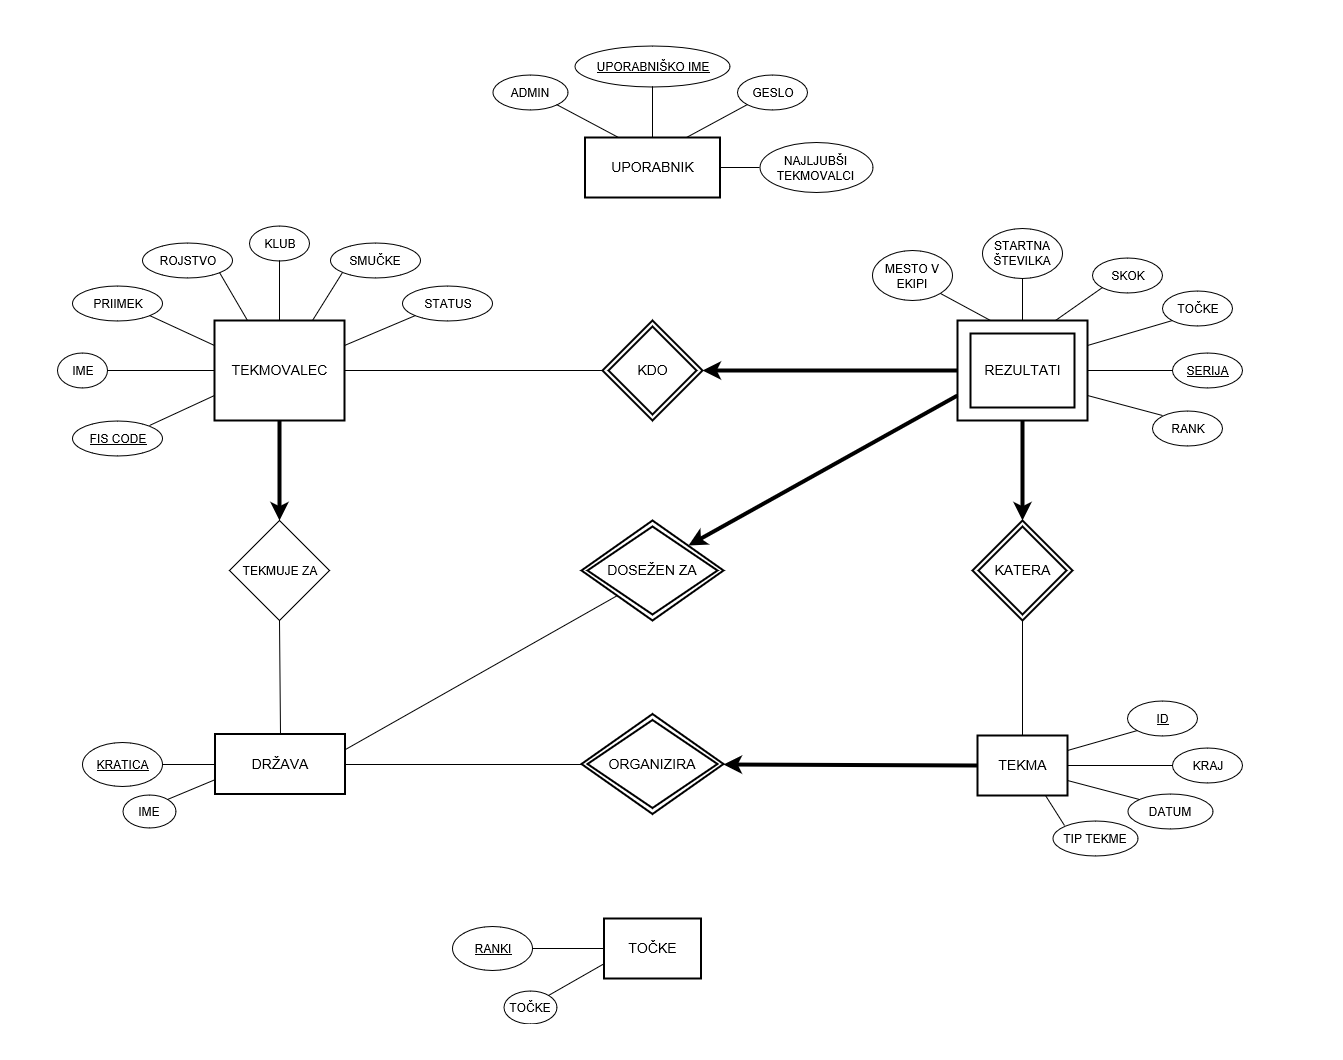 UPORABNIŠKO IME
ADMIN
GESLO
UPORABNIK
NAJLJUBŠI
TEKMOVALCI
KLUB
ROJSTVO
SMUČKE
PRIIMEK
STATUS
IME
TEKMOVALEC
FIS CODE
KDO
STARTNA
ŠTEVILKA
MESTO V
EKIPI
SKOK
TOČKE
REZULTATI
SERIJA
RANK
TEKMUJE ZA
DOSEŽEN ZA
KATERA
KRATICA
DRŽAVA
IME
ORGANIZIRA
TEKMA
ID
KRAJ
DATUM
TIP TEKME
RANKI
TOČKE
TOČKE